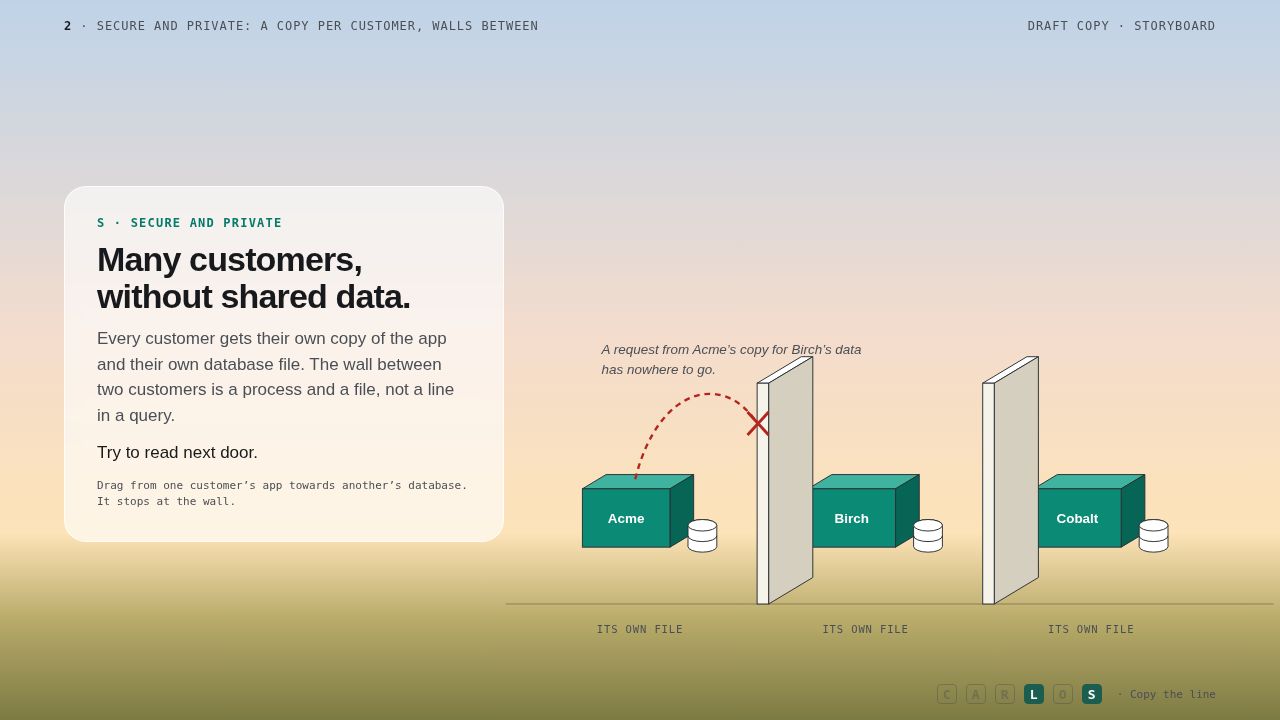 2 · SECURE AND PRIVATE: A COPY PER CUSTOMER, WALLS BETWEEN
DRAFT COPY · STORYBOARD
S · SECURE AND PRIVATE
Many customers,
without shared data.
Every customer gets their own copy of the app
and their own database file. The wall between
two customers is a process and a file, not a line
in a query.
Try to read next door.
Drag from one customer’s app towards another’s database.
It stops at the wall.
A request from Acme’s copy for Birch’s data
has nowhere to go.
Acme
Birch
Cobalt
ITS OWN FILE
ITS OWN FILE
ITS OWN FILE
C A R L O S · Copy the line